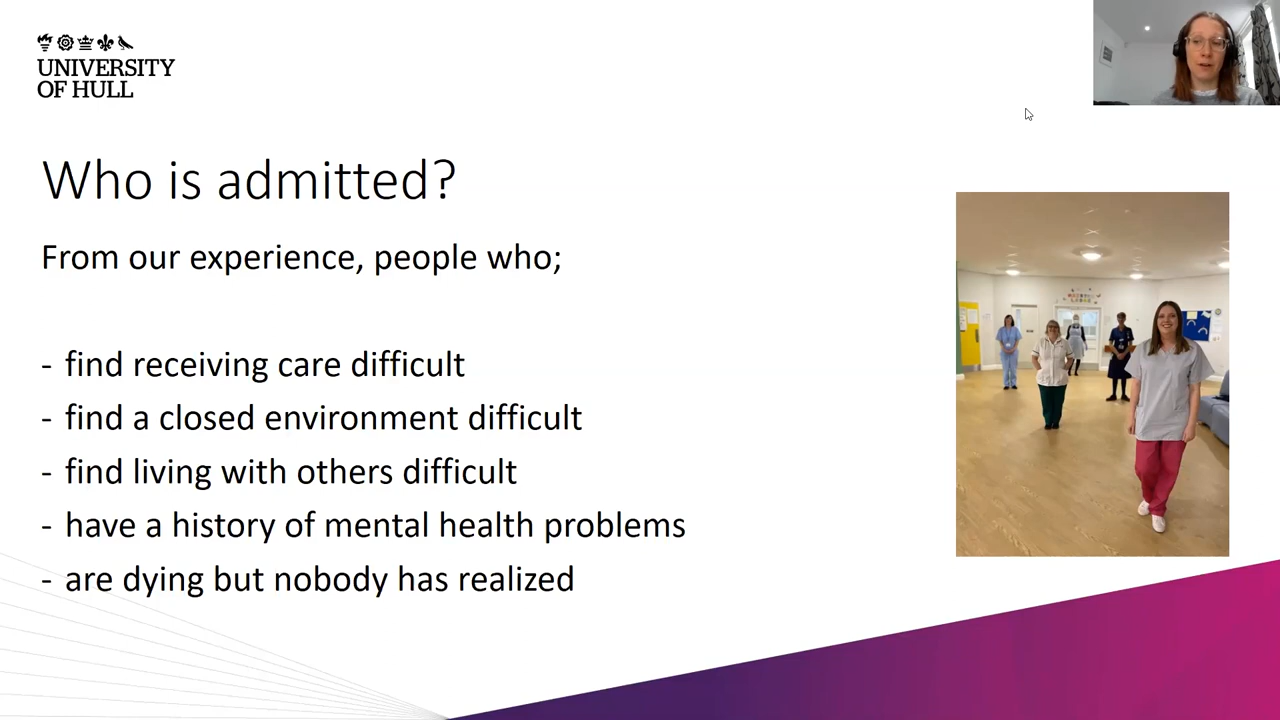 UNIVERSITY
OF HULL
Who is admitted?
From our experience, people who;
- find receiving care difficult
- find a closed environment difficult
- find living with others difficult
- have a history of mental health problems
- are dying but nobody has realized